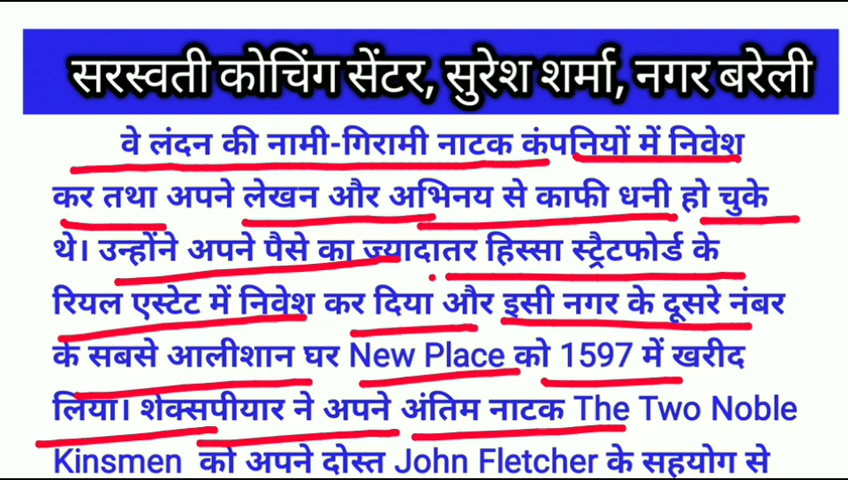 सरस्वती कोचिंग सेंटर, सुरेश शर्मा, नगर बरेली
वे लंदन की नामी-गिरामी नाटक कंपनियों में निवेश
कर तथा अपने लेखन और अभिनय से काफी धनी हो चुके
थे। उन्होंने अपने पैसे का ज्यादातर हिस्सा स्ट्रैटफोर्ड के
रियल एस्टेट में निवेश कर दिया और इसी नगर के दूसरे नंबर
के सबसे आलीशान घर New Place को 1597 में खरीद
लिया। शेक्सपीयार ने अपने अंतिम नाटक The Two Noble
Kinsmen को अपने दोस्त John Fletcher के सहयोग से